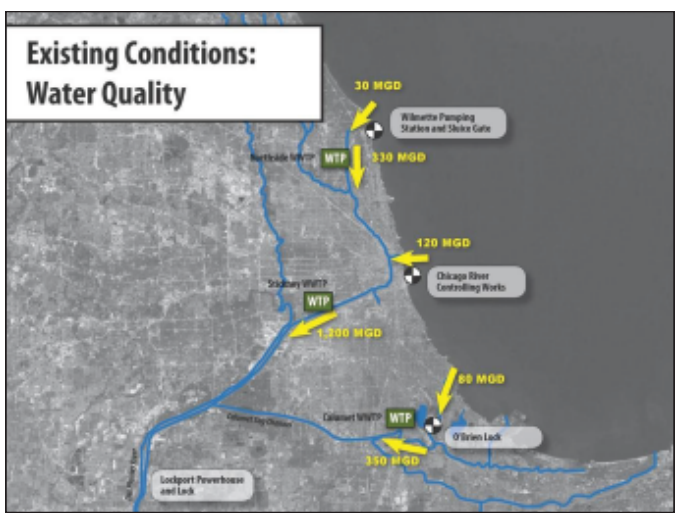 Existing Conditions:
Water Quality
30 MGD
Wilmette Pumping
Station and Sluice Gate
Northside WWTP
WTP
330 MGD
120 MGD
Chicago River
Controlling Works
Stickney WWTP
WTP
1,200 MGD
80 MGD
Calumet WWTP
WTP
O'Brien Lock
350 MGD
Lockport Powerhouse
and Lock